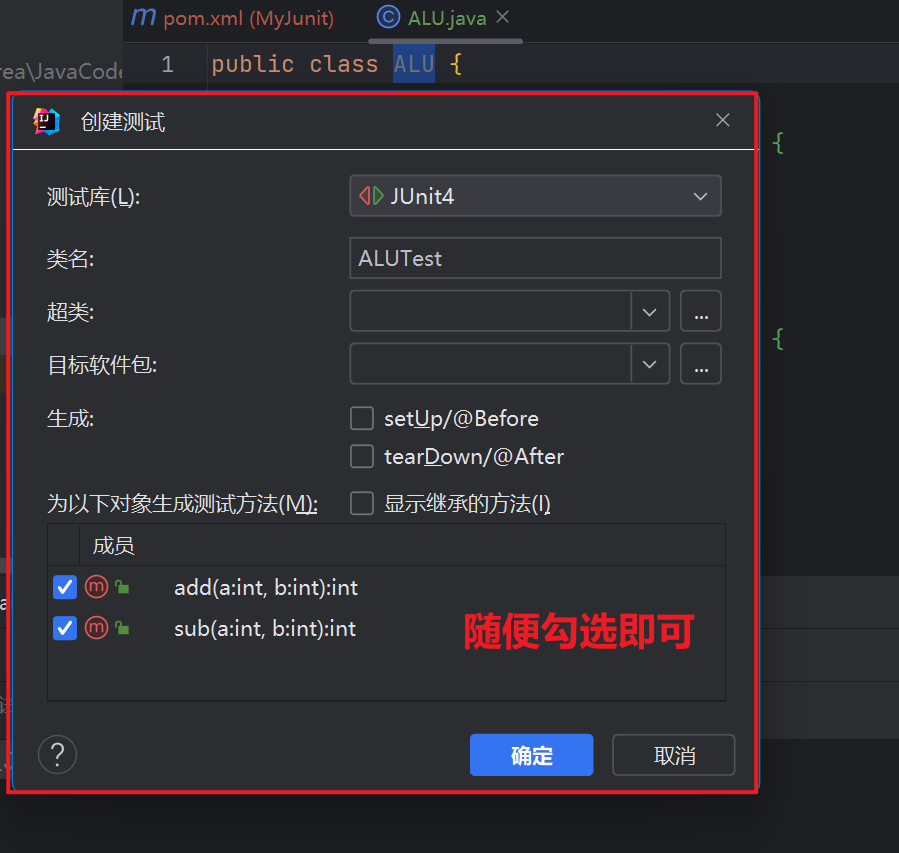 pom.xml (MyJunit)
ALU.java
rea\JavaCode
1 public class ALU {
创建测试
{
测试库(L):
JUnit4
类名:
ALUTest
超类:
...
{
目标软件包:
...
生成:
setUp/@Before
tearDown/@After
为以下对象生成测试方法(M):
显示继承的方法(I)
成员
add(a:int, b:int):int
sub(a:int, b:int):int
随便勾选即可
?
确定
取消